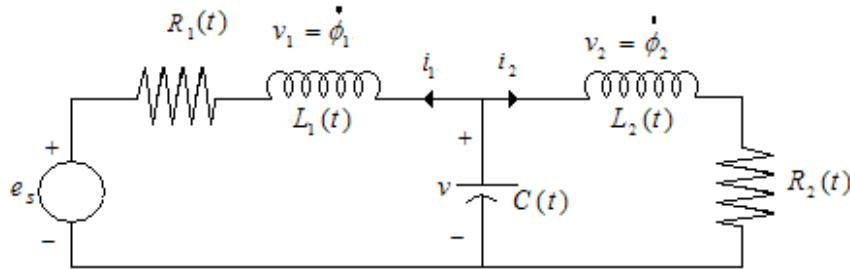 R₁(t)
v₁ = φ̇₁
i₁
i₂
v₂ = φ̇₂
L₁(t)
L₂(t)
+
+
e_s
v
C(t)
R₂(t)
−
−